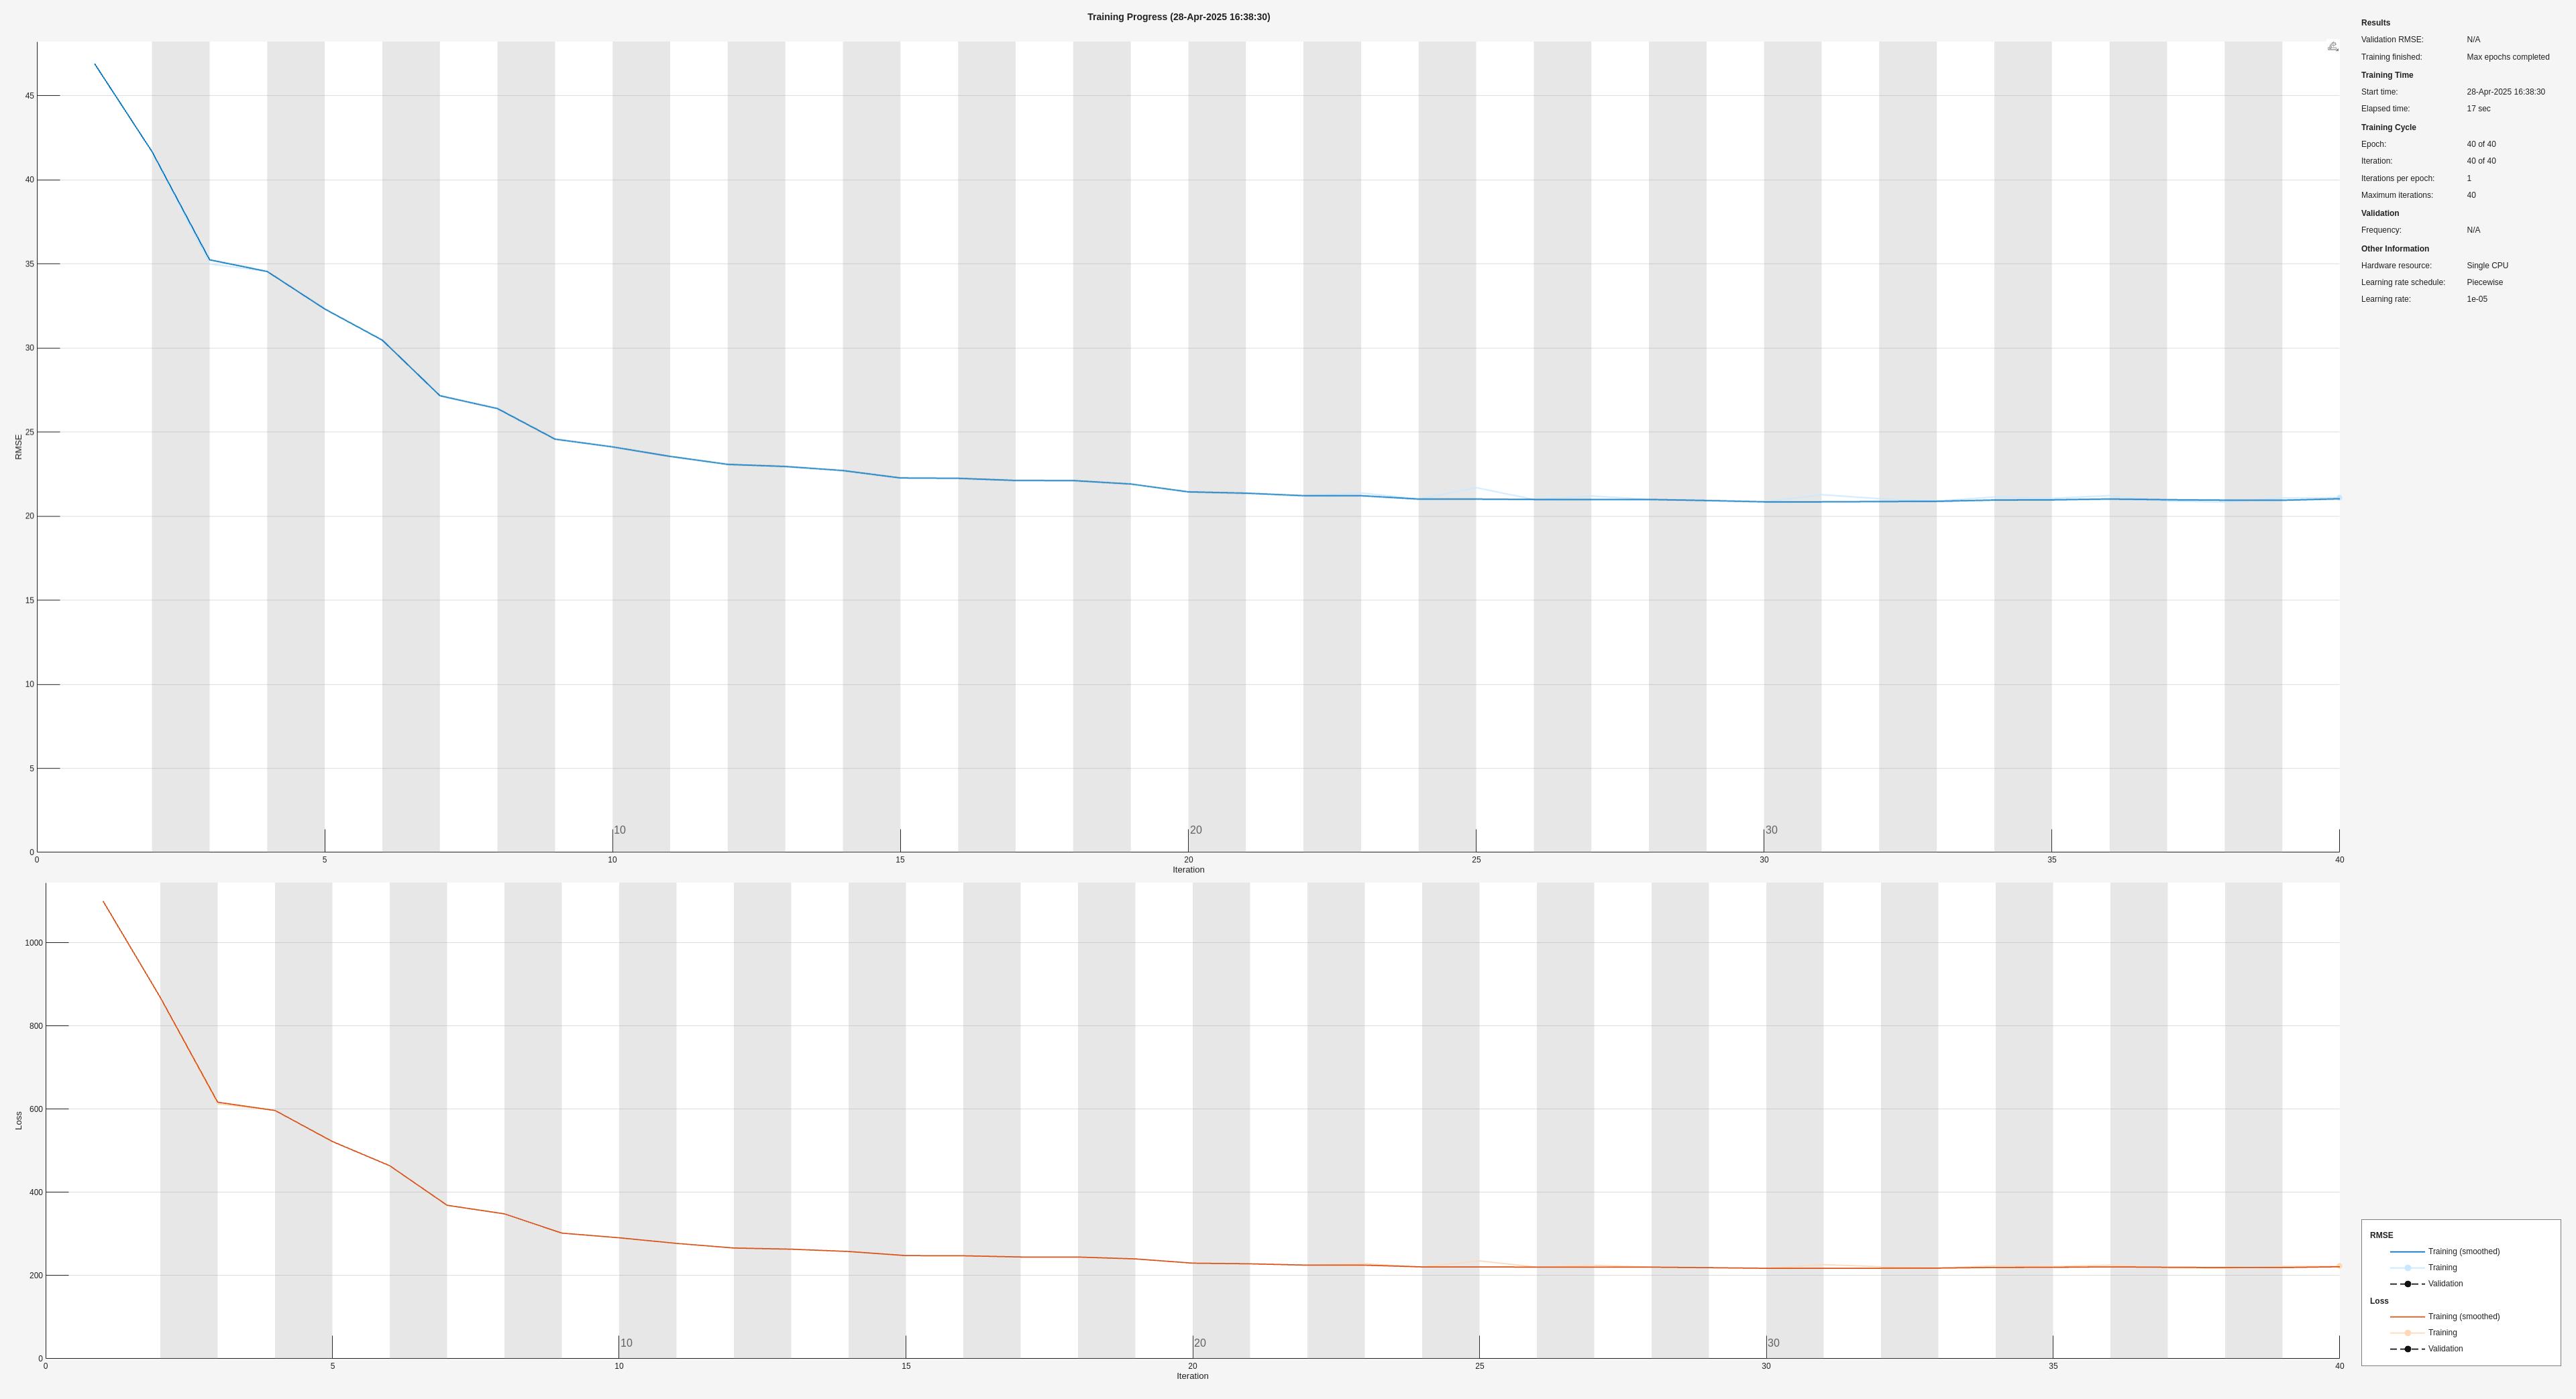 Training Progress (28-Apr-2025 16:38:30)
45
40
35
30
25
20
15
10
5
0
RMSE
10
20
30
0 5 10 15 20 25 30 35 40
Iteration
1000
800
600
400
200
0
Loss
10
20
30
0 5 10 15 20 25 30 35 40
Iteration
Results
Validation RMSE: N/A
Training finished: Max epochs completed
Training Time
Start time: 28-Apr-2025 16:38:30
Elapsed time: 17 sec
Training Cycle
Epoch: 40 of 40
Iteration: 40 of 40
Iterations per epoch: 1
Maximum iterations: 40
Validation
Frequency: N/A
Other Information
Hardware resource: Single CPU
Learning rate schedule: Piecewise
Learning rate: 1e-05
RMSE
Training (smoothed)
Training
Validation
Loss
Training (smoothed)
Training
Validation